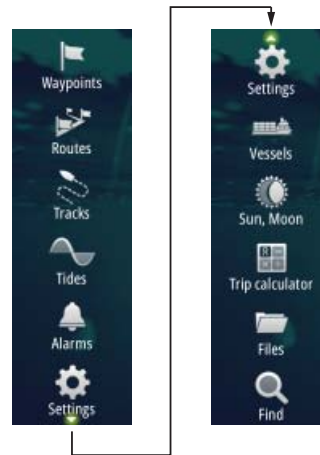 Waypoints
Routes
Tracks
Tides
Alarms
Settings
Settings
Vessels
Sun, Moon
Trip calculator
Files
Find